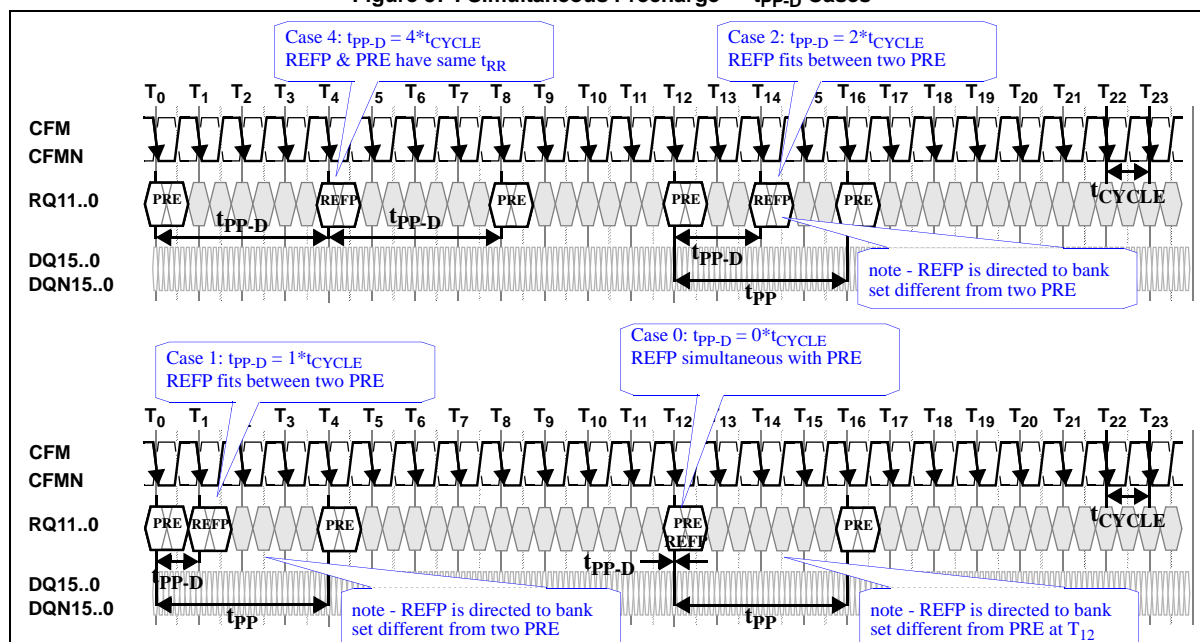 Figure 57 : Simultaneous Precharge — tPP-D Cases
Case 4: tPP-D = 4*tCYCLE
REFP & PRE have same tRR
Case 2: tPP-D = 2*tCYCLE
REFP fits between two PRE
T0 T1 T2 T3 T4 5 T6 T7 T8 T9 T10 T11 T12 T13 T14 5 T16 T17 T18 T19 T20 T21 T22 T23
CFM
CFMN
RQ11..0
PRE REFP PRE PRE REFP PRE
tCYCLE
tPP-D tPP-D tPP-D
tPP
DQ15..0
DQN15..0
note - REFP is directed to bank
set different from two PRE
Case 1: tPP-D = 1*tCYCLE
REFP fits between two PRE
Case 0: tPP-D = 0*tCYCLE
REFP simultaneous with PRE
T0 T1 T3 T4 T5 T6 T7 T8 T9 T10 T11 T12 13 T14 T15 T16 T17 T18 T19 T20 T21 T22 T23
CFM
CFMN
RQ11..0
PRE REFP PRE PRE REFP PRE
tCYCLE
tPP-D tPP-D
tPP tPP
DQ15..0
DQN15..0
note - REFP is directed to bank
set different from two PRE
note - REFP is directed to bank
set different from PRE at T12